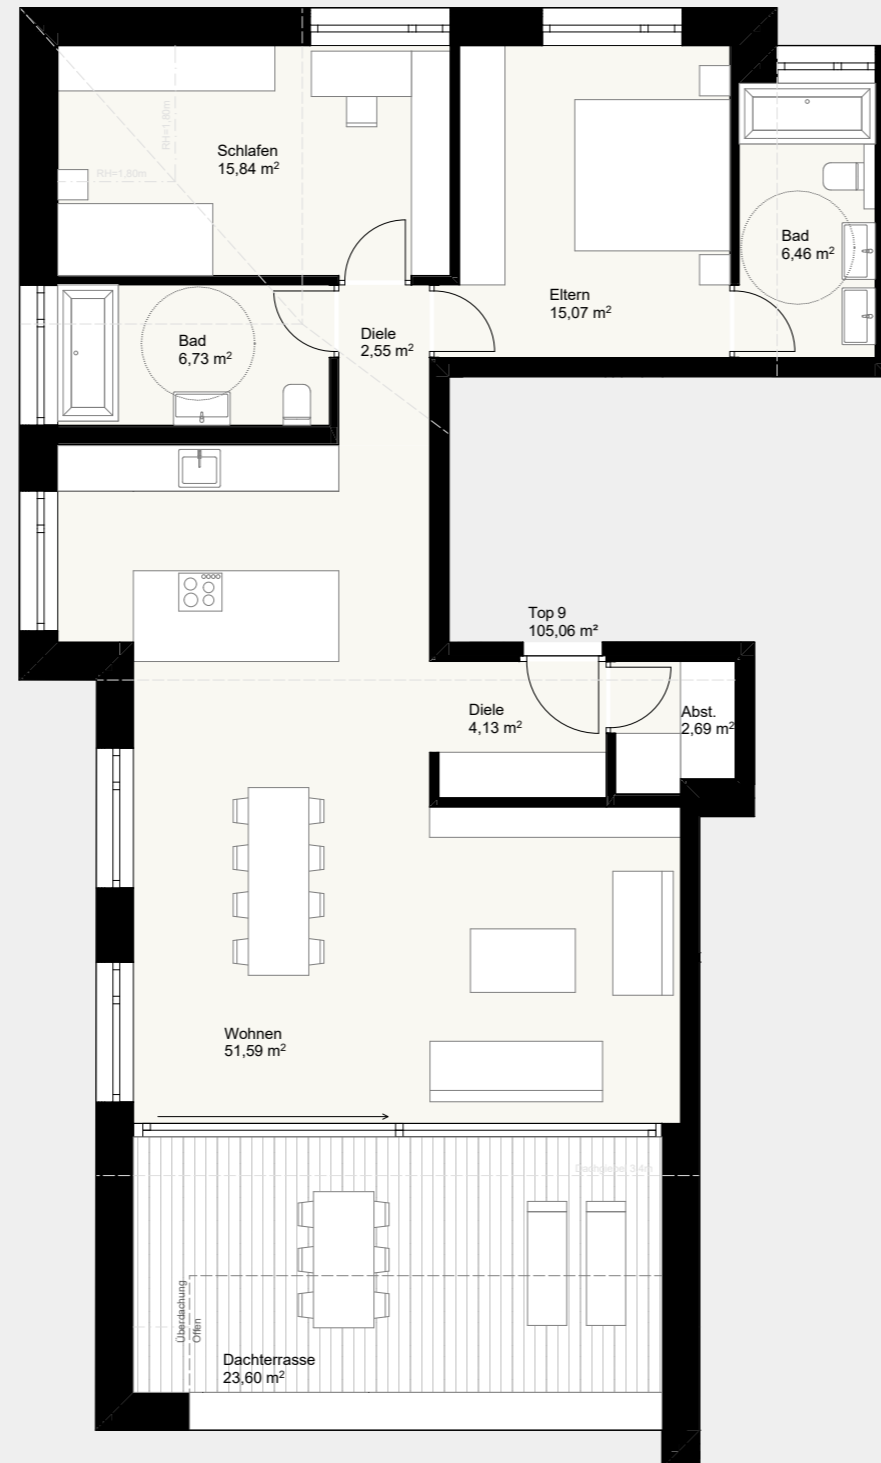 RH=1,80m
RH=1,80m
Schlafen
15,84 m²
Bad
6,46 m²
Eltern
15,07 m²
Diele
2,55 m²
Bad
6,73 m²
Top 9
105,06 m²
Diele
4,13 m²
Abst.
2,69 m²
Wohnen
51,59 m²
Überdachung
Offen
Dachterrasse
23,60 m²